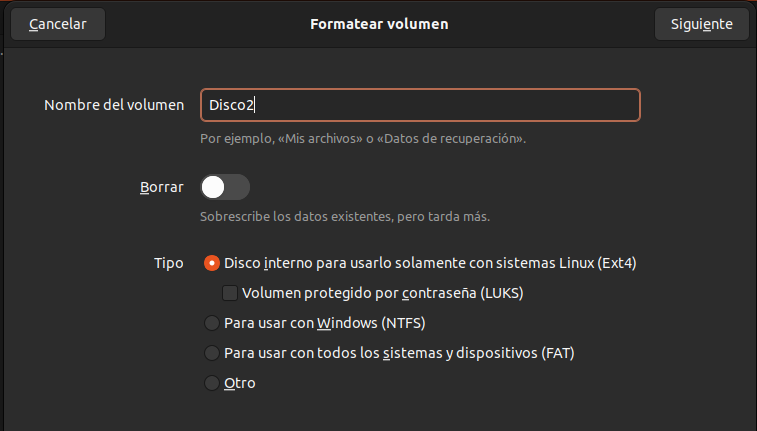 Cancelar
Formatear volumen
Siguiente
Nombre del volumen
Disco2
Por ejemplo, «Mis archivos» o «Datos de recuperación».
Borrar
Sobrescribe los datos existentes, pero tarda más.
Tipo
Disco interno para usarlo solamente con sistemas Linux (Ext4)
Volumen protegido por contraseña (LUKS)
Para usar con Windows (NTFS)
Para usar con todos los sistemas y dispositivos (FAT)
Otro